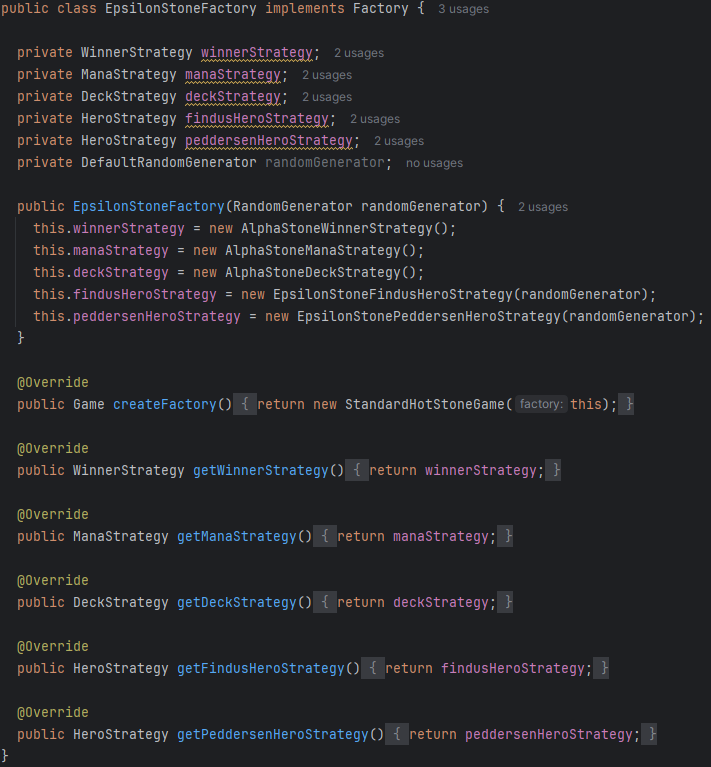 public class EpsilonStoneFactory implements Factory { 3 usages
private WinnerStrategy winnerStrategy; 2 usages
private ManaStrategy manaStrategy; 2 usages
private DeckStrategy deckStrategy; 2 usages
private HeroStrategy findusHeroStrategy; 2 usages
private HeroStrategy peddersenHeroStrategy; 2 usages
private DefaultRandomGenerator randomGenerator; no usages
public EpsilonStoneFactory(RandomGenerator randomGenerator) { 2 usages
this.winnerStrategy = new AlphaStoneWinnerStrategy();
this.manaStrategy = new AlphaStoneManaStrategy();
this.deckStrategy = new AlphaStoneDeckStrategy();
this.findusHeroStrategy = new EpsilonStoneFindusHeroStrategy(randomGenerator);
this.peddersenHeroStrategy = new EpsilonStonePeddersenHeroStrategy(randomGenerator);
}
@Override
public Game createFactory() { return new StandardHotStoneGame( factory: this); }
@Override
public WinnerStrategy getWinnerStrategy() { return winnerStrategy; }
@Override
public ManaStrategy getManaStrategy() { return manaStrategy; }
@Override
public DeckStrategy getDeckStrategy() { return deckStrategy; }
@Override
public HeroStrategy getFindusHeroStrategy() { return findusHeroStrategy; }
@Override
public HeroStrategy getPeddersenHeroStrategy() { return peddersenHeroStrategy; }
}